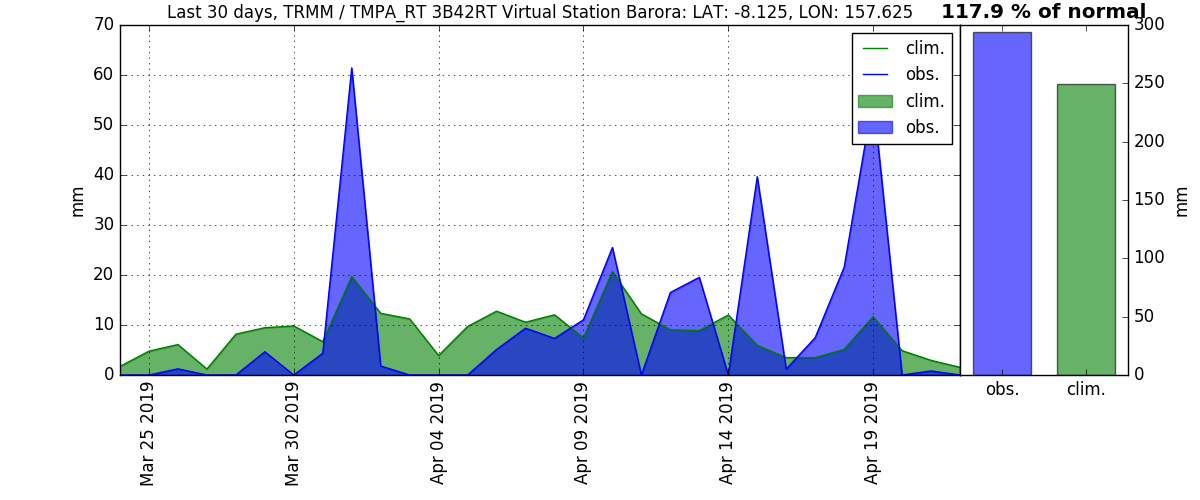 Last 30 days, TRMM / TMPA_RT 3B42RT Virtual Station Barora: LAT: -8.125, LON: 157.625
117.9 % of normal
70
60
50
40
30
20
10
0
mm
clim.
obs.
clim.
obs.
300
250
200
150
100
50
0
mm
obs.
clim.
Mar 25 2019
Mar 30 2019
Apr 04 2019
Apr 09 2019
Apr 14 2019
Apr 19 2019